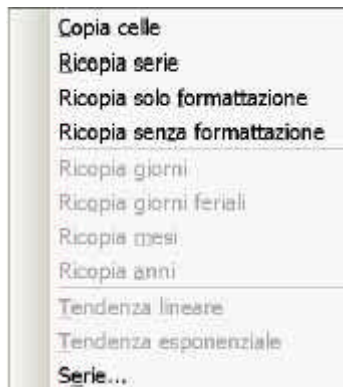 Copia celle
Ricopia serie
Ricopia solo formattazione
Ricopia senza formattazione
Ricopia giorni
Ricopia giorni feriali
Ricopia mesi
Ricopia anni
Tendenza lineare
Tendenza esponenziale
Serie...